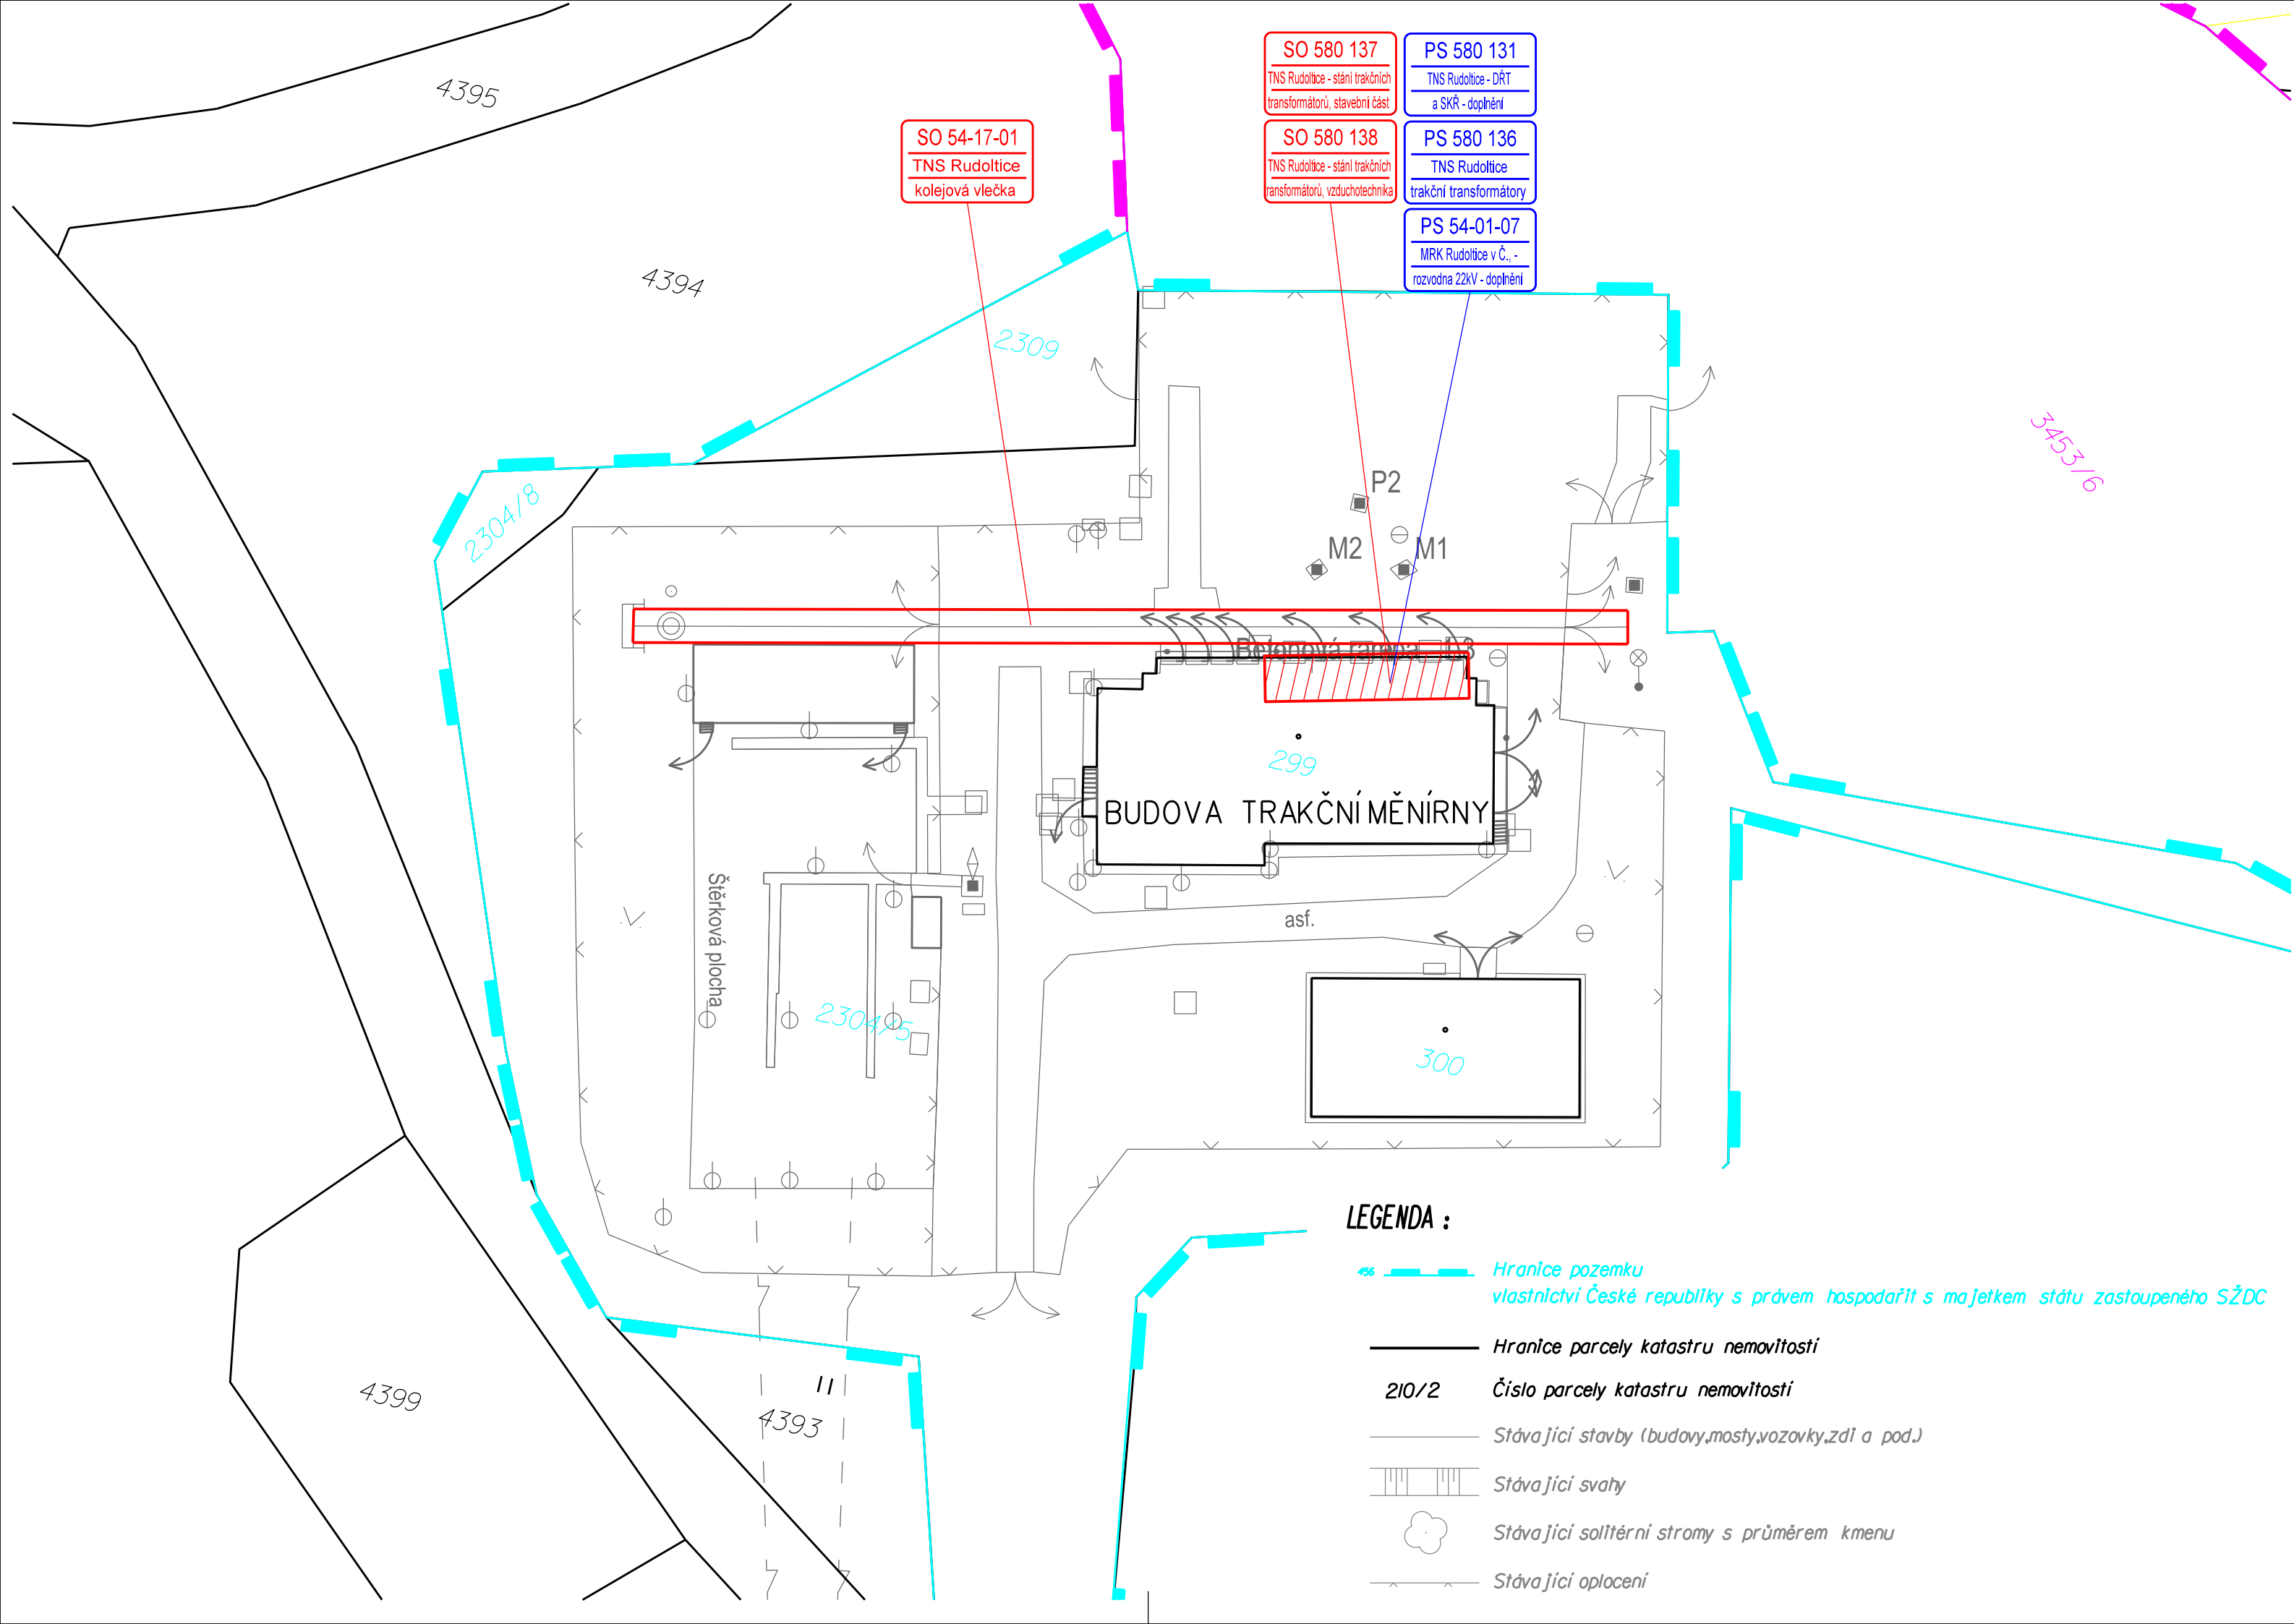 4395
SO 580 137
TNS Rudoltice - stání trakčních
transformátorů, stavební část
PS 580 131
TNS Rudoltice - DŘT
a SKŘ - doplnění
SO 54-17-01
TNS Rudoltice
kolejová vlečka
SO 580 138
TNS Rudoltice - stání trakčních
ransformátorů, vzduchotechnika
PS 580 136
TNS Rudoltice
trakční transformátory
PS 54-01-07
MRK Rudoltice v Č., -
rozvodna 22kV - doplnění
4394
2309
3453/6
2304/8
P2
M2
M1
Betonová rampa
299
BUDOVA TRAKČNÍ MĚNÍRNY
Štěrková plocha
asf.
2304/5
300
4399
4393
LEGENDA :
456
Hranice pozemku
vlastnictví České republiky s právem hospodařit s majetkem státu zastoupeného SŽDC
Hranice parcely katastru nemovitostí
210/2
Číslo parcely katastru nemovitostí
Stávající stavby (budovy,mosty,vozovky,zdi a pod.)
Stávající svahy
Stávající solitérní stromy s průměrem kmenu
Stávající oplocení